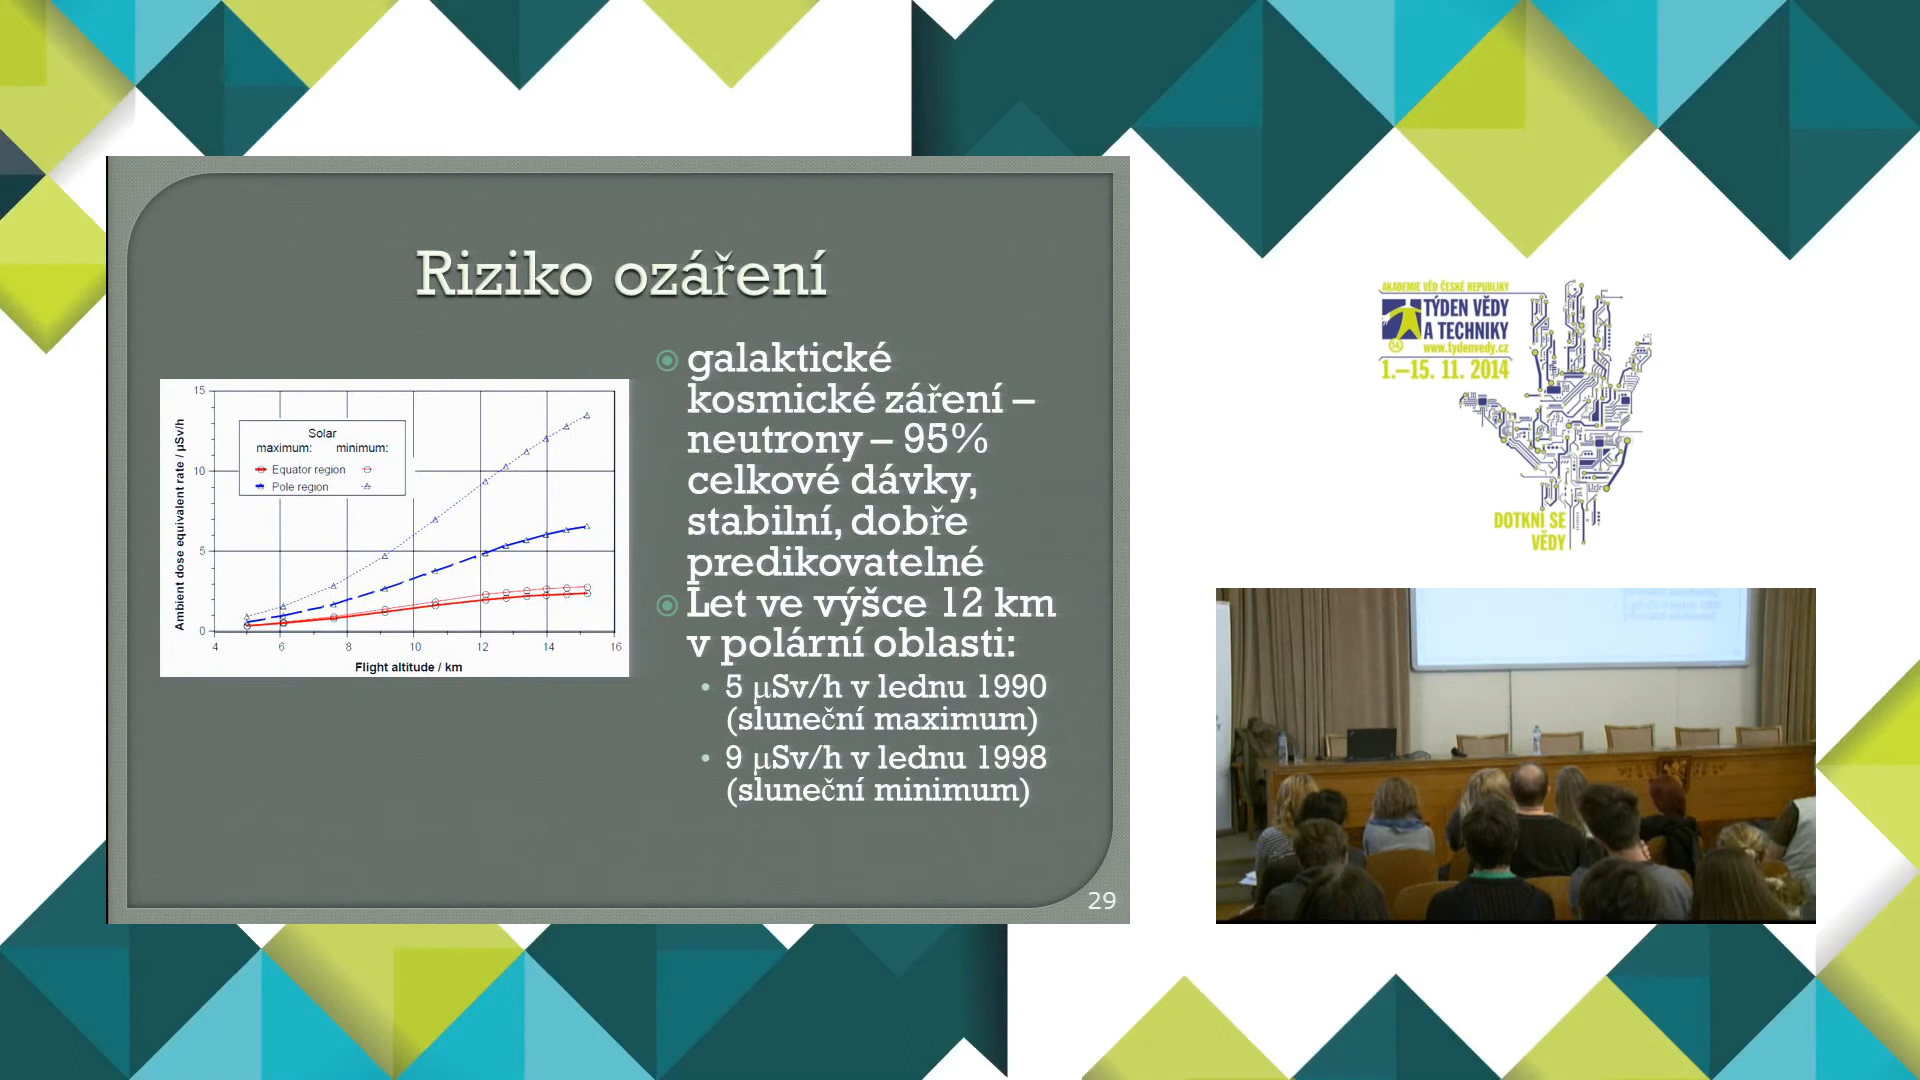 Riziko ozáření
15
10
5
0
4
6
8
10
12
14
16
Ambient dose equivalent rate / µSv/h
Flight altitude / km
Solar
maximum: minimum:
Equator region
Pole region
galaktické
kosmické záření –
neutrony – 95%
celkové dávky,
stabilní, dobře
predikovatelné
Let ve výšce 12 km
v polární oblasti:
5 µSv/h v lednu 1990
(sluneční maximum)
9 µSv/h v lednu 1998
(sluneční minimum)
29
AKADEMIE VĚD ČESKÉ REPUBLIKY
TÝDEN VĚDY
A TECHNIKY
www.tydenvedy.cz
1.–15. 11. 2014
DOTKNI SE
VĚDY